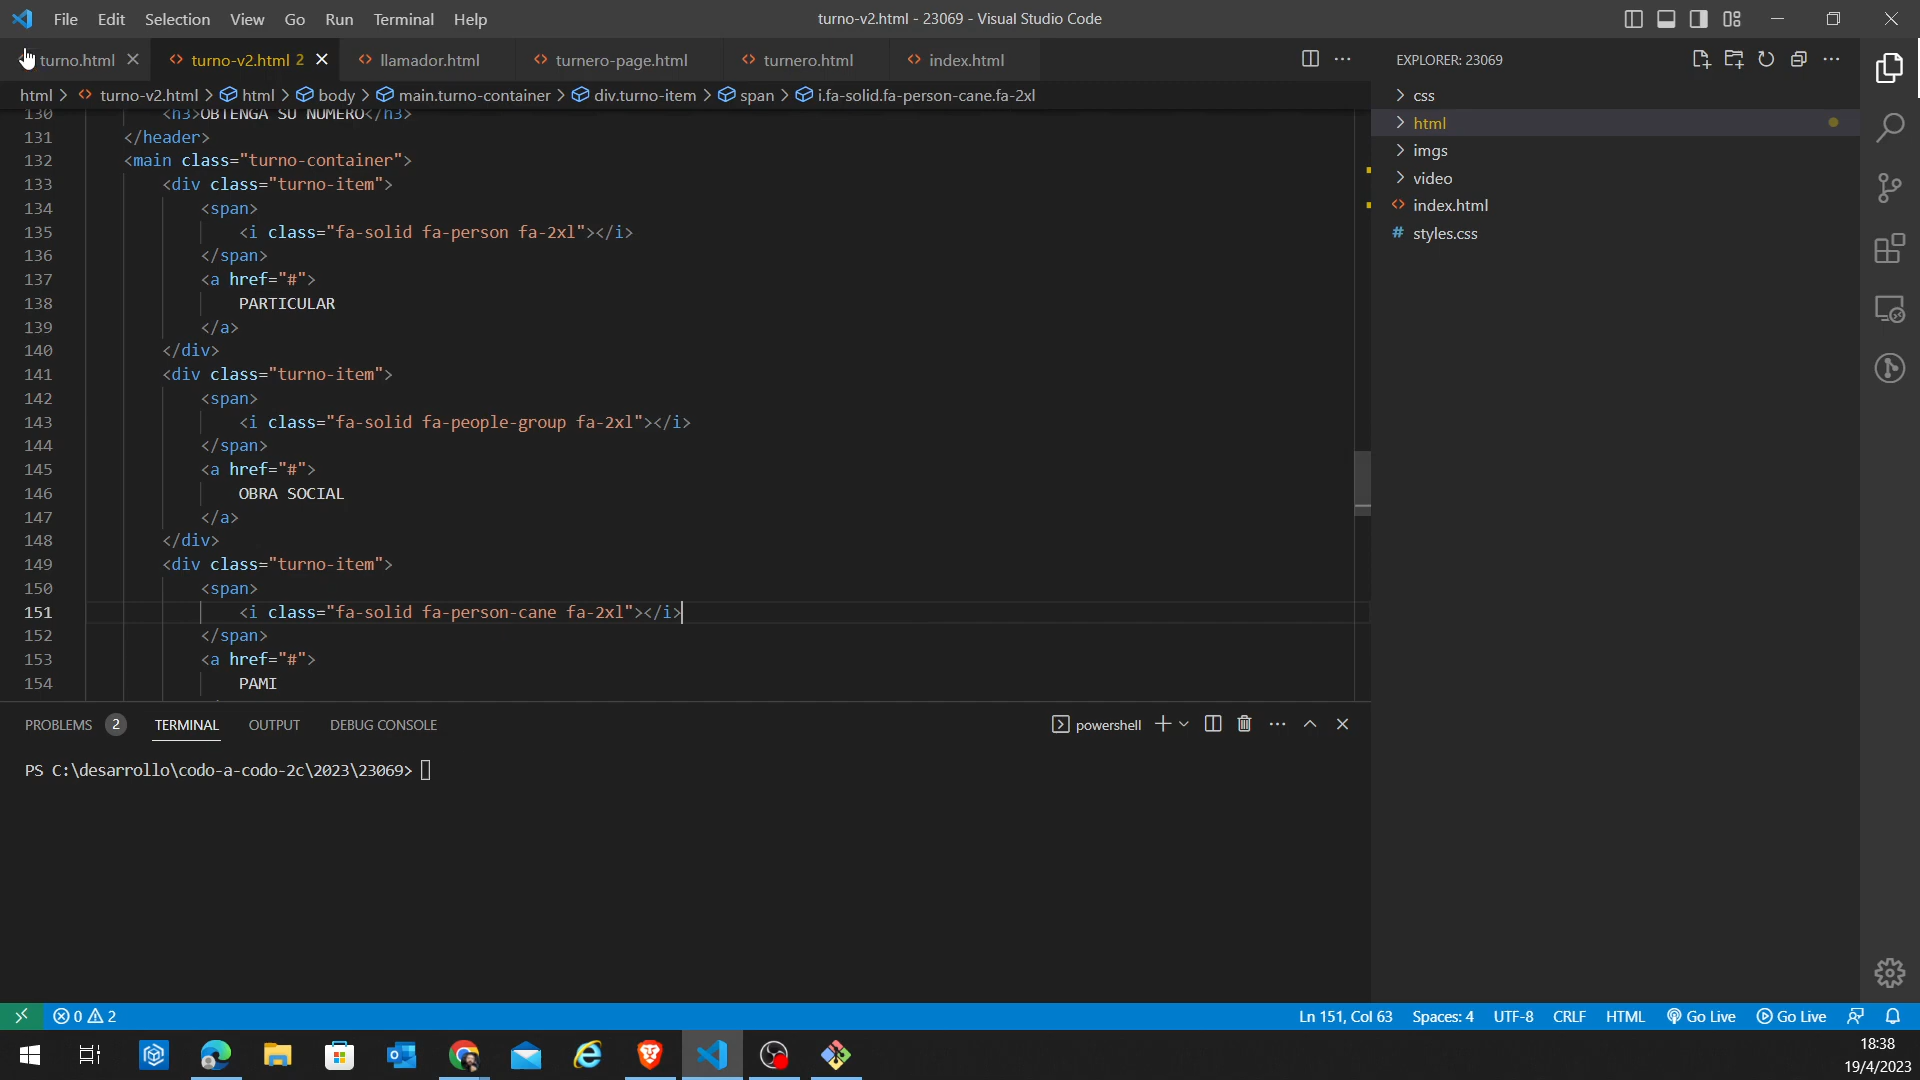 File Edit Selection View Go Run Terminal Help
turno-v2.html - 23069 - Visual Studio Code
turno.html
turno-v2.html 2
llamador.html
turnero-page.html
turnero.html
index.html
EXPLORER: 23069
html > turno-v2.html > html > body > main.turno-container > div.turno-item > span > i.fa-solid.fa-person-cane.fa-2xl
css
html
imgs
video
index.html
styles.css
130 <h3>OBTENGA SU NUMERO</h3>
131 </header>
132 <main class="turno-container">
133 <div class="turno-item">
134 <span>
135 <i class="fa-solid fa-person fa-2xl"></i>
136 </span>
137 <a href="#">
138 PARTICULAR
139 </a>
140 </div>
141 <div class="turno-item">
142 <span>
143 <i class="fa-solid fa-people-group fa-2xl"></i>
144 </span>
145 <a href="#">
146 OBRA SOCIAL
147 </a>
148 </div>
149 <div class="turno-item">
150 <span>
151 <i class="fa-solid fa-person-cane fa-2xl"></i>
152 </span>
153 <a href="#">
154 PAMI
PROBLEMS 2 TERMINAL OUTPUT DEBUG CONSOLE
powershell
PS C:\desarrollo\codo-a-codo-2c\2023\23069>
0 2
Ln 151, Col 63 Spaces: 4 UTF-8 CRLF HTML Go Live Go Live
18:38
19/4/2023